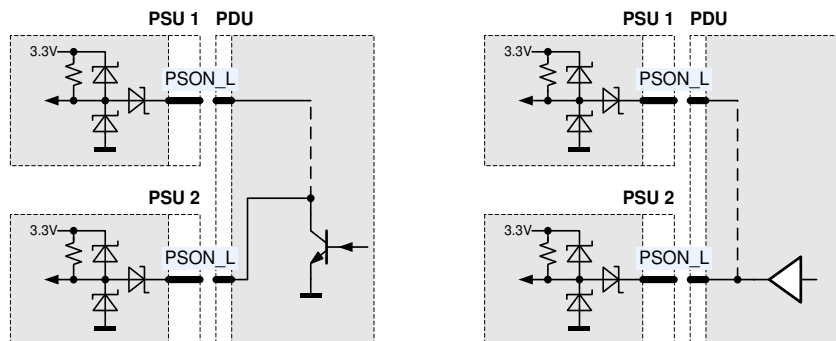 PSU 1 PDU
3.3V
PSON_L
PSU 2
3.3V
PSON_L
PSU 1 PDU
3.3V
PSON_L
PSU 2
3.3V
PSON_L